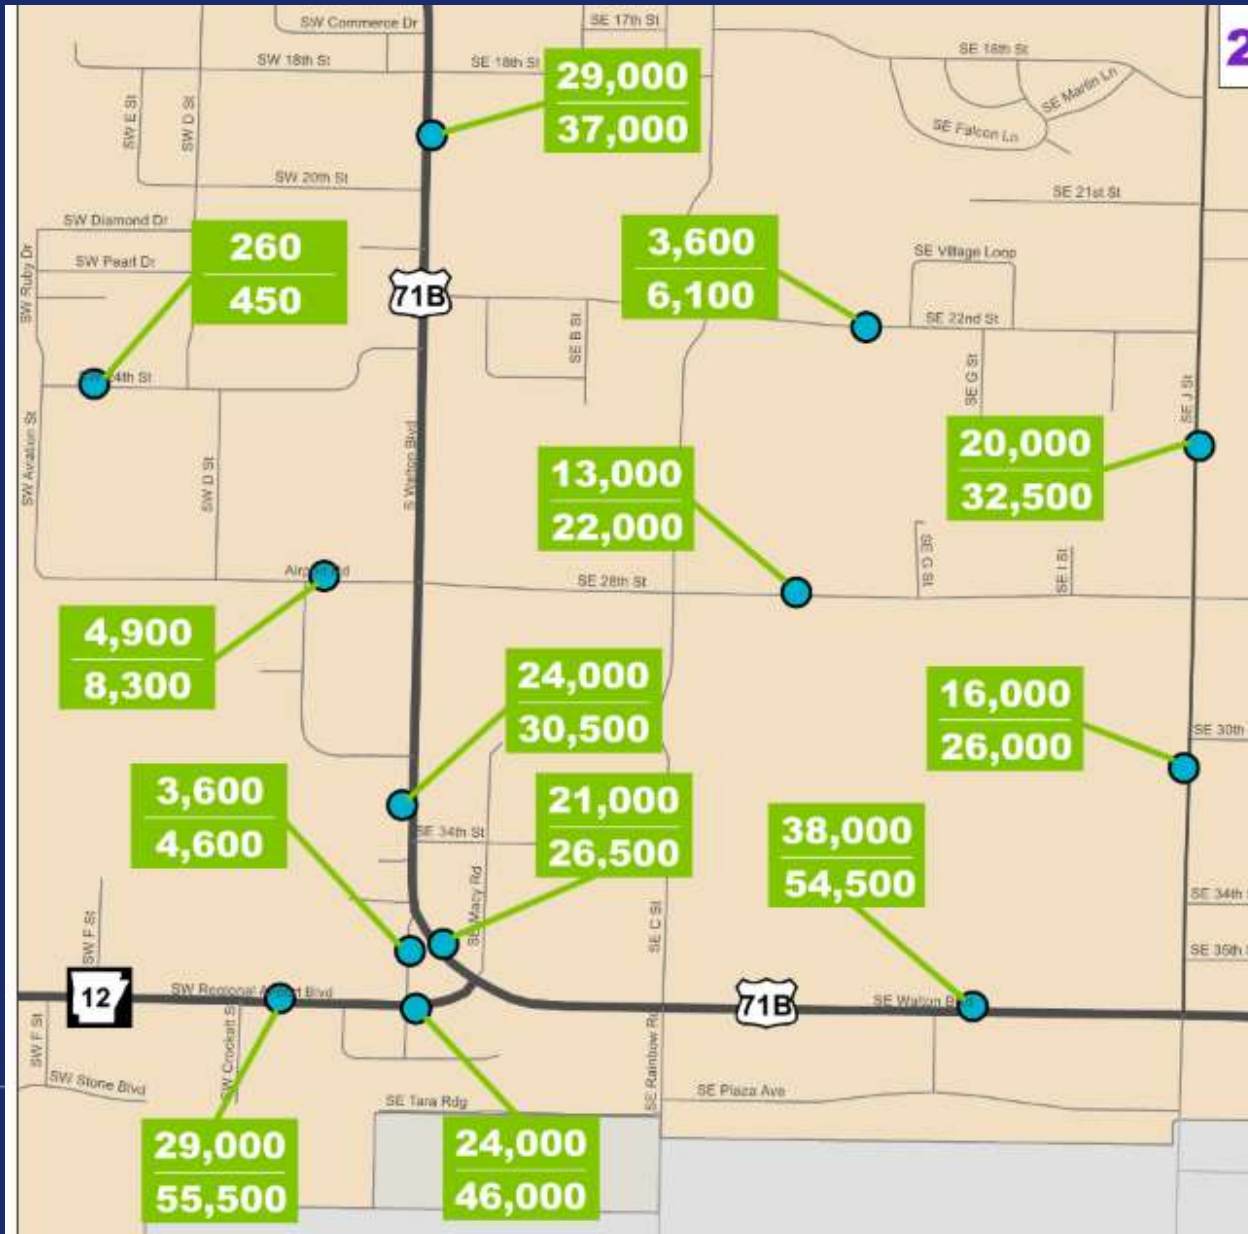 SW Commerce Dr
SE 17th St
2
SW 18th St
SE 18th St
SE 18th St
29,000
37,000
SE Martin Ln
SE Falcon Ln
SW E St
SW D St
SW 20th St
SE 21st St
SW Diamond Dr
SW Pearl Dr
SW Ruby Dr
260
450
3,600
6,100
SE Village Loop
71B
SE 22nd St
SE B St
SE G St
SE J St
SW 24th St
SW Aviation St
SW D St
S Walton Blvd
13,000
22,000
20,000
32,500
SE G St
SE I St
Airport Rd
SE 28th St
4,900
8,300
24,000
30,500
16,000
26,000
SE 30th
3,600
4,600
21,000
26,500
38,000
54,500
SE 34th St
SE Macy Rd
SE C St
SE 34th
SE 35th
SW F St
12
SW Regional Airport Blvd
71B
SE Walton Blvd
SW F St
SW Crockett St
SE Rainbow Rd
SW Stone Blvd
SE Tara Rdg
SE Plaza Ave
29,000
55,500
24,000
46,000